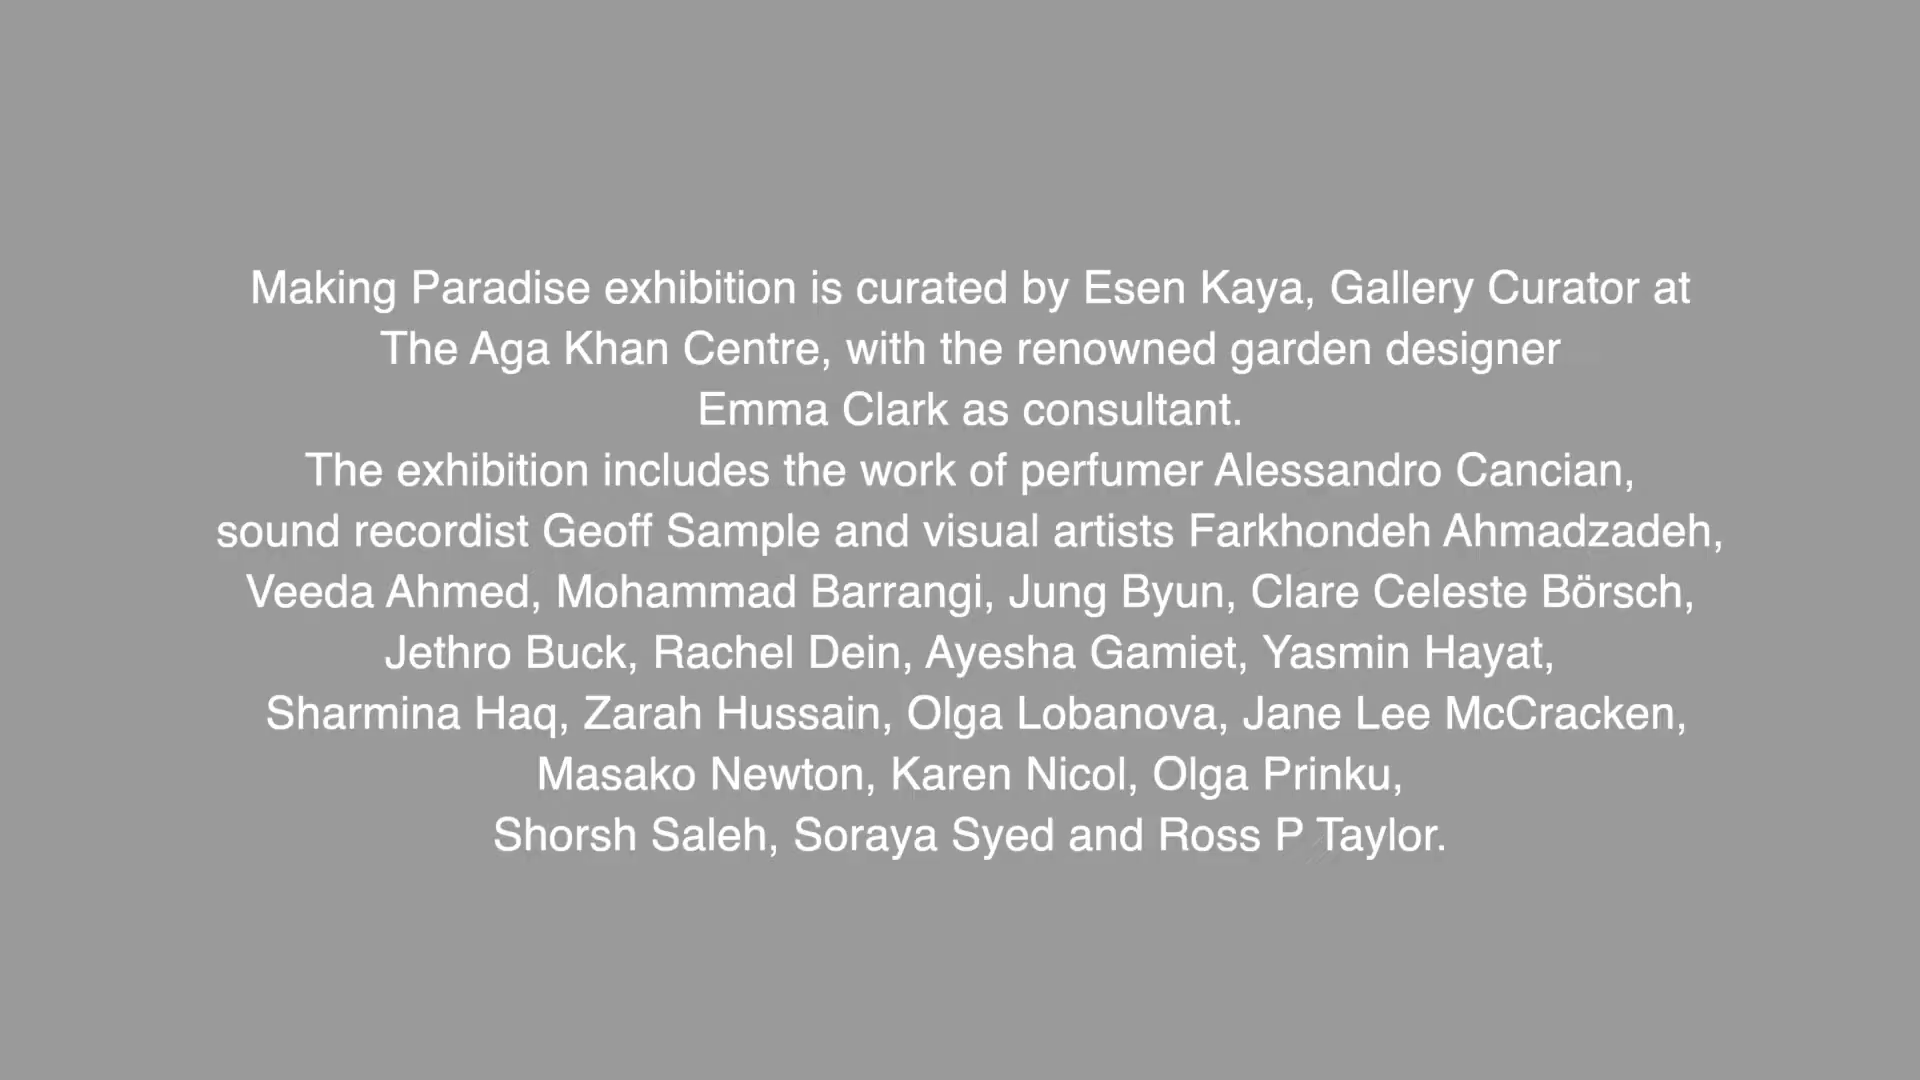 Making Paradise exhibition is curated by Esen Kaya, Gallery Curator at
The Aga Khan Centre, with the renowned garden designer
Emma Clark as consultant.
The exhibition includes the work of perfumer Alessandro Cancian,
sound recordist Geoff Sample and visual artists Farkhondeh Ahmadzadeh,
Veeda Ahmed, Mohammad Barrangi, Jung Byun, Clare Celeste Börsch,
Jethro Buck, Rachel Dein, Ayesha Gamiet, Yasmin Hayat,
Sharmina Haq, Zarah Hussain, Olga Lobanova, Jane Lee McCracken,
Masako Newton, Karen Nicol, Olga Prinku,
Shorsh Saleh, Soraya Syed and Ross P Taylor.